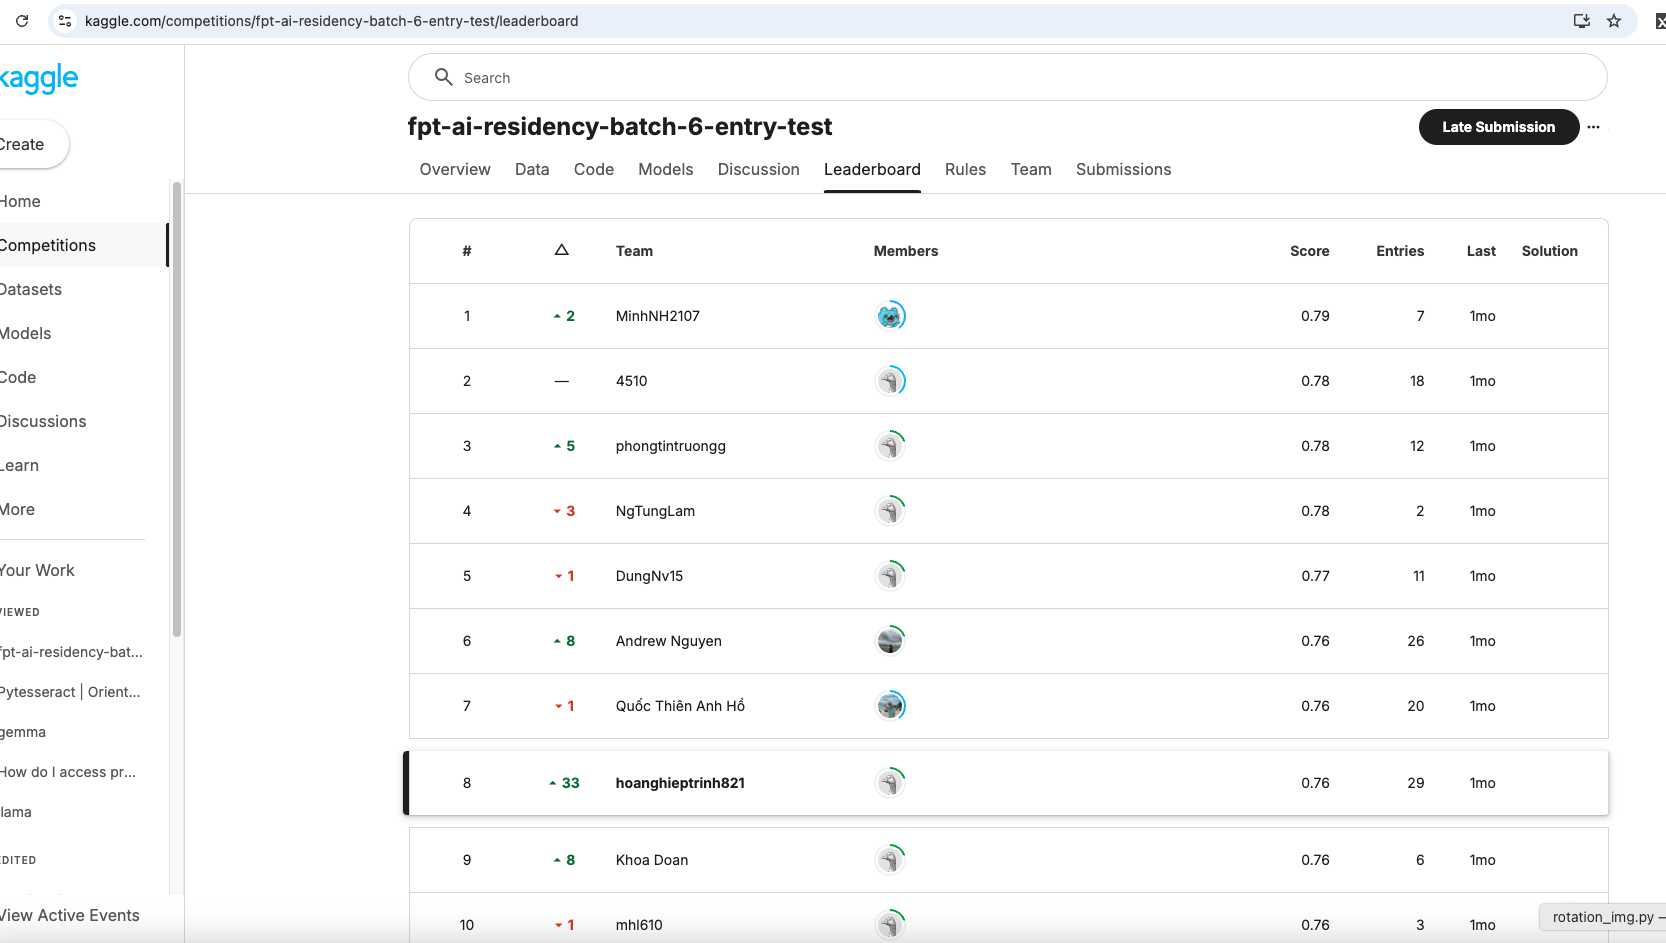 kaggle.com/competitions/fpt-ai-residency-batch-6-entry-test/leaderboard
kaggle
Search
fpt-ai-residency-batch-6-entry-test
Late Submission
...
Create
Overview Data Code Models Discussion Leaderboard Rules Team Submissions
Home
Competitions
Datasets
Models
Code
Discussions
Learn
More
Your Work
VIEWED
fpt-ai-residency-bat...
Pytesseract | Orient...
gemma
How do I access pr...
llama
EDITED
View Active Events
# △ Team Members Score Entries Last Solution
1 2 MinhNH2107 0.79 7 1mo
2 — 4510 0.78 18 1mo
3 5 phongtintruongg 0.78 12 1mo
4 3 NgTungLam 0.78 2 1mo
5 1 DungNv15 0.77 11 1mo
6 8 Andrew Nguyen 0.76 26 1mo
7 1 Quốc Thiên Anh Hồ 0.76 20 1mo
8 33 hoanghieptrinh821 0.76 29 1mo
9 8 Khoa Doan 0.76 6 1mo
10 1 mhl610 0.76 3 1mo
rotation_img.py —